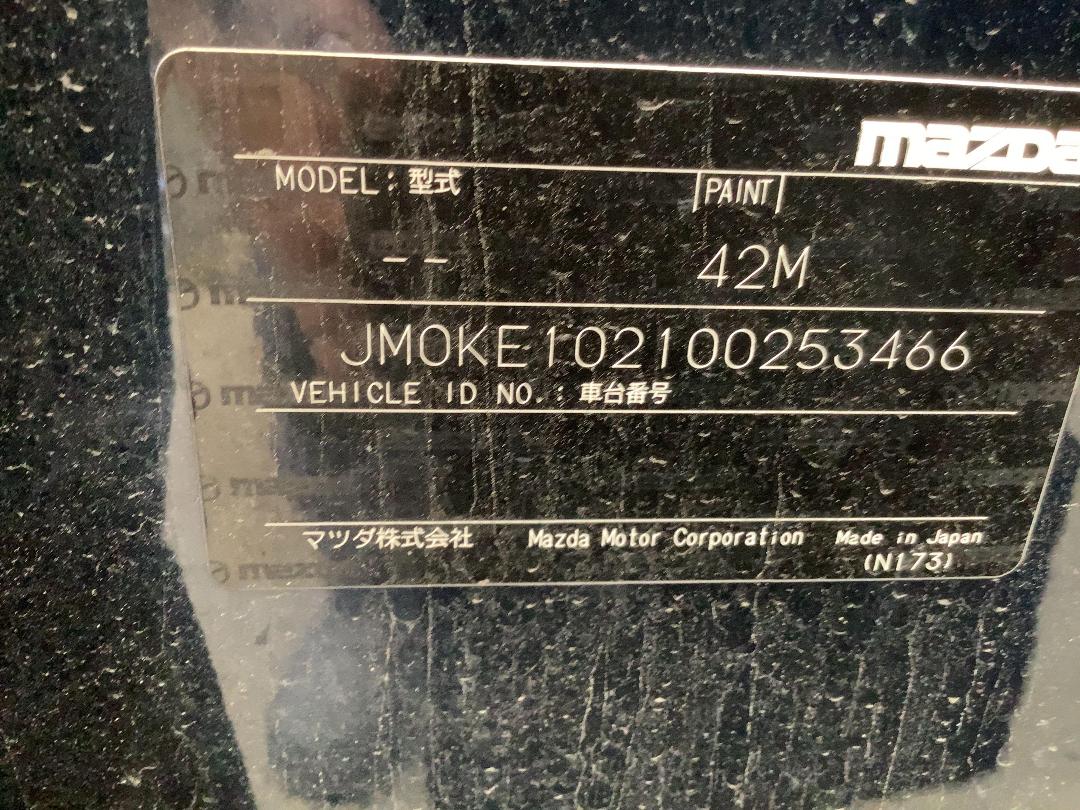 mazda
MODEL: 型式 PAINT
-- 42M
JM0KE102100253466
VEHICLE ID NO.: 車台番号
マツダ株式会社 Mazda Motor Corporation Made in Japan
(N173)